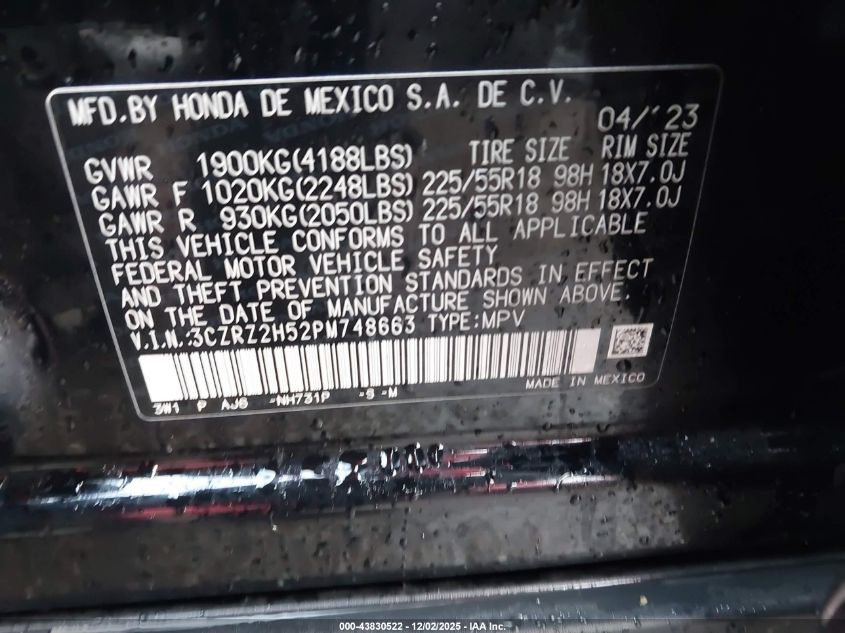 MFD.BY HONDA DE MEXICO S.A. DE C.V.
04/'23
GVWR 1900KG(4188LBS) TIRE SIZE RIM SIZE
GAWR F 1020KG(2248LBS) 225/55R18 98H 18X7.0J
GAWR R 930KG(2050LBS) 225/55R18 98H 18X7.0J
THIS VEHICLE CONFORMS TO ALL APPLICABLE
FEDERAL MOTOR VEHICLE SAFETY
AND THEFT PREVENTION STANDARDS IN EFFECT
ON THE DATE OF MANUFACTURE SHOWN ABOVE.
V.I.N.:3CZRZ2H52PM748663 TYPE:MPV
MADE IN MEXICO
3W1 P AJG -NH731P -S -M
000-43830522 - 12/02/2025 - IAA Inc.